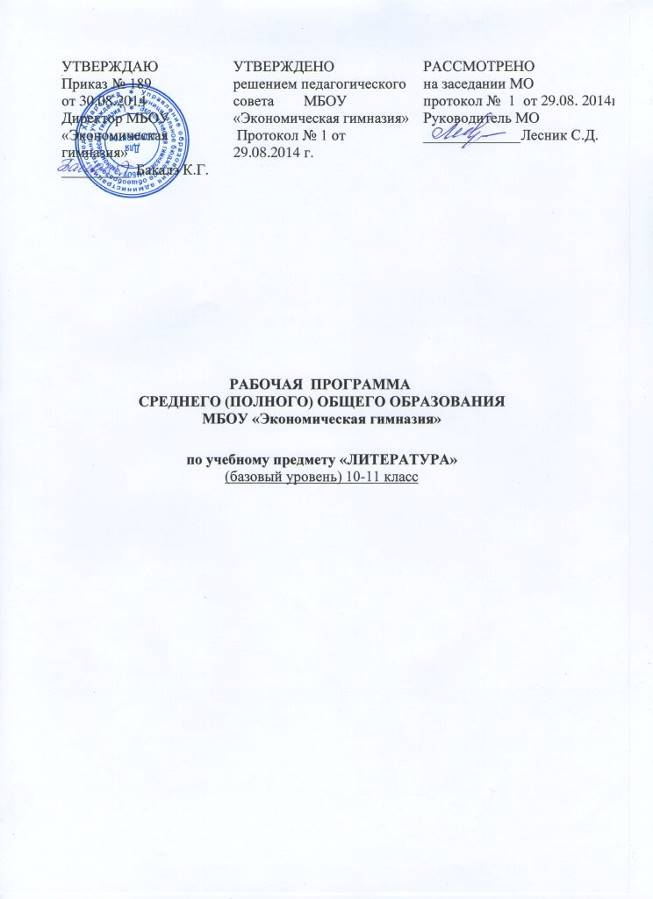 УТВЕРЖДАЮ
Приказ № 189
от 30.08.2014
Директор МБОУ
«Экономическая
гимназия»
Бакалэ К.Г.
УТВЕРЖДЕНО
решением педагогического
совета МБОУ
«Экономическая гимназия»
Протокол № 1 от
29.08.2014 г.
РАССМОТРЕНО
на заседании МО
протокол № 1 от 29.08. 2014г
Руководитель МО
Лесник С.Д.
РАБОЧАЯ ПРОГРАММА
СРЕДНЕГО (ПОЛНОГО) ОБЩЕГО ОБРАЗОВАНИЯ
МБОУ «Экономическая гимназия»
по учебному предмету «ЛИТЕРАТУРА»
(базовый уровень) 10-11 класс